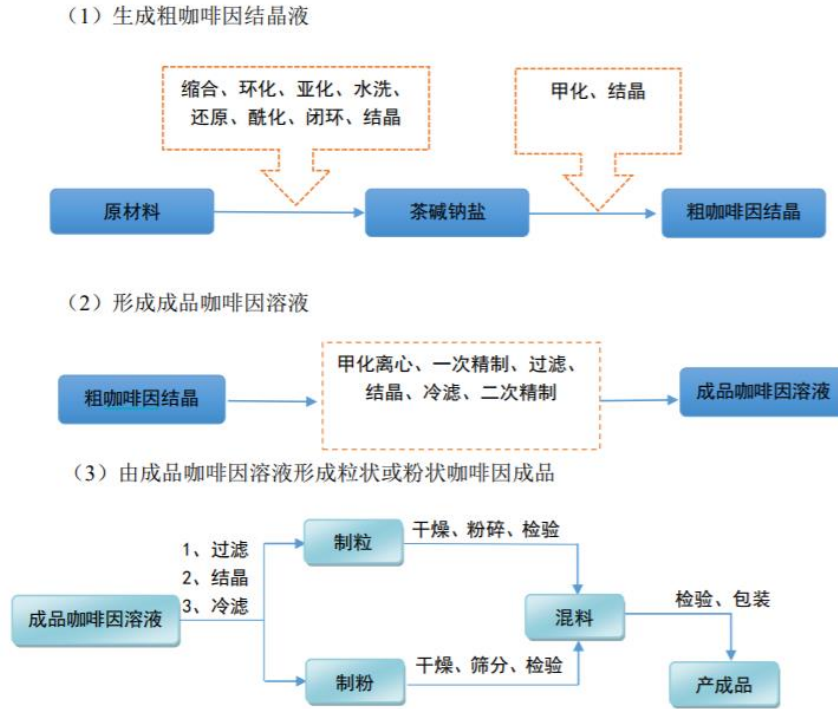 （1）生成粗咖啡因结晶液
缩合、环化、亚化、水洗、
还原、酰化、闭环、结晶
甲化、结晶
原材料
茶碱钠盐
粗咖啡因结晶
（2）形成成品咖啡因溶液
甲化离心、一次精制、过滤、
结晶、冷滤、二次精制
粗咖啡因结晶
成品咖啡因溶液
（3）由成品咖啡因溶液形成粒状或粉状咖啡因成品
成品咖啡因溶液
1、过滤
2、结晶
3、冷滤
制粒
干燥、粉碎、检验
制粉
干燥、筛分、检验
混料
检验、包装
产成品